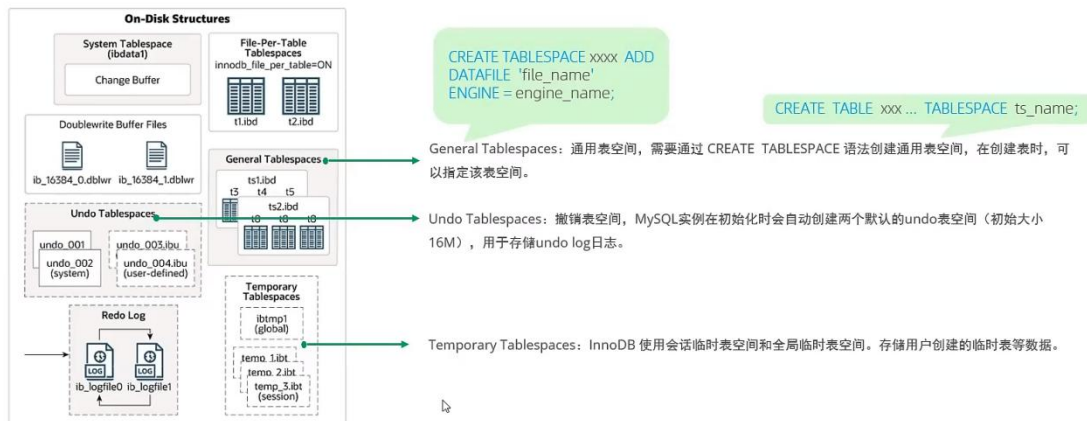 On-Disk Structures
System Tablespace
(ibdata1)
Change Buffer
File-Per-Table
Tablespaces
innodb_file_per_table=ON
t1.ibd t2.ibd
Doublewrite Buffer Files
ib_16384_0.dblwr ib_16384_1.dblwr
General Tablespaces
ts1.ibd
t3 t4 t5
ts2.ibd
t8 t8 t8
Undo Tablespaces
undo_001
undo_002
(system)
undo_003.ibu
undo_004.ibu
(user-defined)
Temporary
Tablespaces
ibtmp1
(global)
temp_1.ibt
temp_2.ibt
temp_3.ibt
(session)
Redo Log
LOG LOG
ib_logfile0 ib_logfile1
CREATE TABLESPACE xxxx ADD
DATAFILE 'file_name'
ENGINE = engine_name;
CREATE TABLE xxx ... TABLESPACE ts_name;
General Tablespaces：通用表空间，需要通过 CREATE TABLESPACE 语法创建通用表空间，在创建表时，可
以指定该表空间。
Undo Tablespaces：撤销表空间，MySQL实例在初始化时会自动创建两个默认的undo表空间（初始大小
16M），用于存储undo log日志。
Temporary Tablespaces：InnoDB 使用会话临时表空间和全局临时表空间。存储用户创建的临时表等数据。